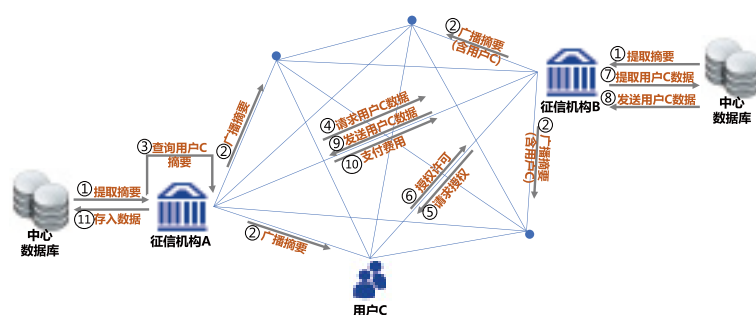 ②广播摘要
(含用户C)
①提取摘要
⑦提取用户C数据
⑧发送用户C数据
征信机构B
中心
数据库
②广播摘要
④请求用户C数据
⑨发送用户C数据
⑩支付费用
②广播摘要
(含用户C)
③查询用户C
摘要
⑥授权许可
⑤请求授权
①提取摘要
⑪存入数据
中心
数据库
征信机构A
②广播摘要
用户C